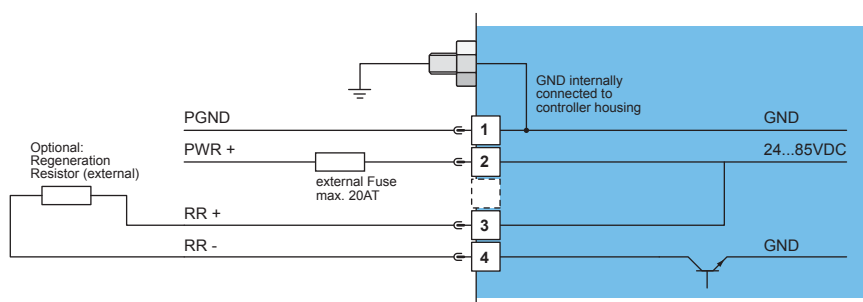 GND internally
connected to
controller housing
PGND
1
GND
PWR +
2
24...85VDC
external Fuse
max. 20AT
Optional:
Regeneration
Resistor (external)
RR +
3
RR -
4
GND